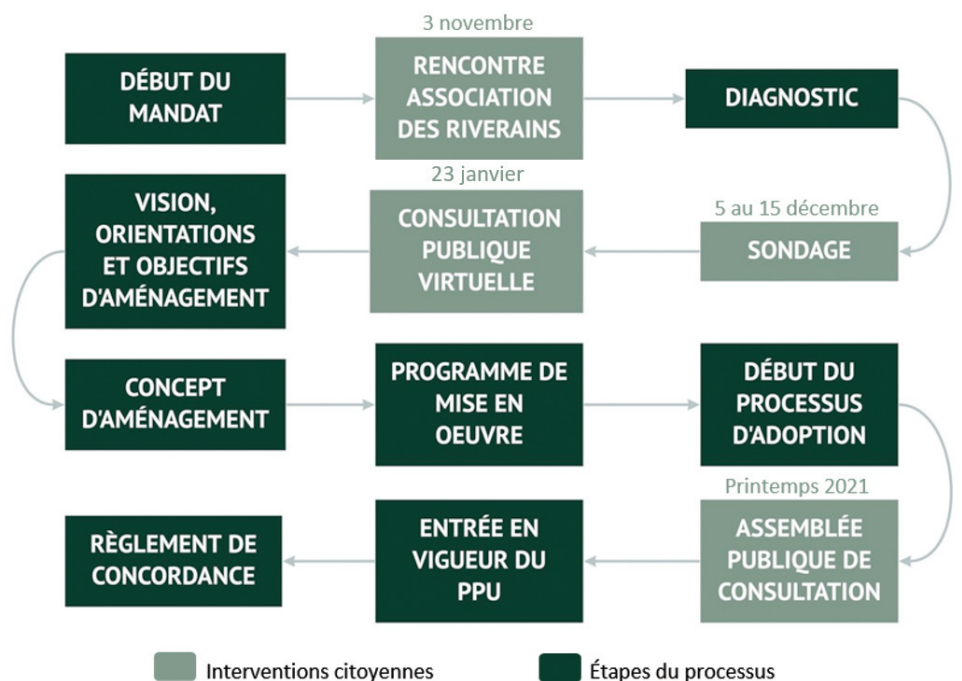 3 novembre
DÉBUT DU
MANDAT
RENCONTRE
ASSOCIATION
DES RIVERAINS
DIAGNOSTIC
5 au 15 décembre
SONDAGE
23 janvier
CONSULTATION
PUBLIQUE
VIRTUELLE
VISION,
ORIENTATIONS
ET OBJECTIFS
D'AMÉNAGEMENT
CONCEPT
D'AMÉNAGEMENT
PROGRAMME DE
MISE EN
OEUVRE
DÉBUT DU
PROCESSUS
D'ADOPTION
Printemps 2021
ASSEMBLÉE
PUBLIQUE DE
CONSULTATION
ENTRÉE EN
VIGUEUR DU
PPU
RÈGLEMENT DE
CONCORDANCE
Interventions citoyennes
Étapes du processus